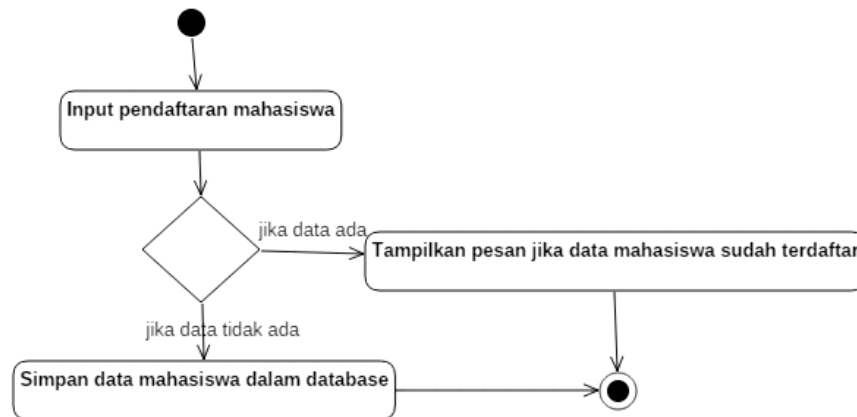 Input pendaftaran mahasiswa
jika data ada
Tampilkan pesan jika data mahasiswa sudah terdaftar
jika data tidak ada
Simpan data mahasiswa dalam database